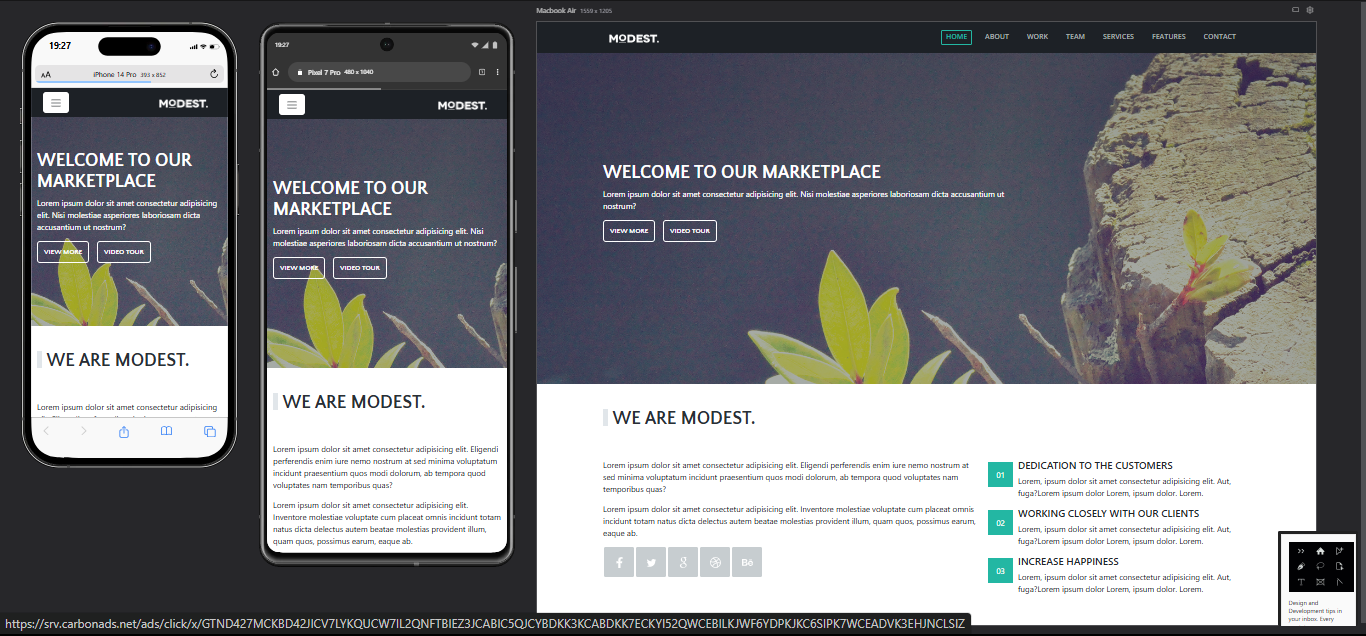 19:27
AA iPhone 14 Pro 393 x 852
MODEST.
WELCOME TO OUR
MARKETPLACE
Lorem ipsum dolor sit amet consectetur adipisicing
elit. Nisi molestiae asperiores laboriosam dicta
accusantium ut nostrum?
VIEW MORE VIDEO TOUR
WE ARE MODEST.
Lorem ipsum dolor sit amet consectetur adipisicing
19:27
Pixel 7 Pro 480 x 1040
MODEST.
WELCOME TO OUR
MARKETPLACE
Lorem ipsum dolor sit amet consectetur adipisicing elit. Nisi
molestiae asperiores laboriosam dicta accusantium ut nostrum?
VIEW MORE VIDEO TOUR
WE ARE MODEST.
Lorem ipsum dolor sit amet consectetur adipisicing elit. Eligendi
perferendis enim iure nemo nostrum at sed minima voluptatum
incidunt praesentium quos modi dolorum, ab tempora quod
voluptates nam temporibus quas?
Lorem ipsum dolor sit amet consectetur adipisicing elit.
Inventore molestiae voluptate cum placeat omnis incidunt totam
natus dicta delectus autem beatae molestias provident illum,
quam quos, possimus earum, eaque ab.
Macbook Air 1559 x 1205
MODEST.
HOME ABOUT WORK TEAM SERVICES FEATURES CONTACT
WELCOME TO OUR MARKETPLACE
Lorem ipsum dolor sit amet consectetur adipisicing elit. Nisi molestiae asperiores laboriosam dicta accusantium ut
nostrum?
VIEW MORE VIDEO TOUR
WE ARE MODEST.
Lorem ipsum dolor sit amet consectetur adipisicing elit. Eligendi perferendis enim iure nemo nostrum at
sed minima voluptatum incidunt praesentium quos modi dolorum, ab tempora quod voluptates nam
temporibus quas?
Lorem ipsum dolor sit amet consectetur adipisicing elit. Inventore molestiae voluptate cum placeat omnis
incidunt totam natus dicta delectus autem beatae molestias provident illum, quam quos, possimus earum,
eaque ab.
01 DEDICATION TO THE CUSTOMERS
Lorem, ipsum dolor sit amet consectetur adipisicing elit. Aut,
fuga?Lorem ipsum dolor Lorem, ipsum dolor. Lorem.
02 WORKING CLOSELY WITH OUR CLIENTS
Lorem, ipsum dolor sit amet consectetur adipisicing elit. Aut,
fuga?Lorem ipsum dolor Lorem, ipsum dolor. Lorem.
03 INCREASE HAPPINESS
Lorem, ipsum dolor sit amet consectetur adipisicing elit. Aut,
fuga?Lorem ipsum dolor Lorem, ipsum dolor. Lorem.
Design and
Development tips in
your inbox. Every
https://srv.carbonads.net/ads/click/x/GTND427MCKBD42JICV7LYKQUCW7IL2QNFTBIEZ3JCABIC5QJCYBDKK3KCABDKK7ECKYI52QWCEBILKJWF6YDPKJKC6SIPK7WCEADVK3EHJNCLSIZ